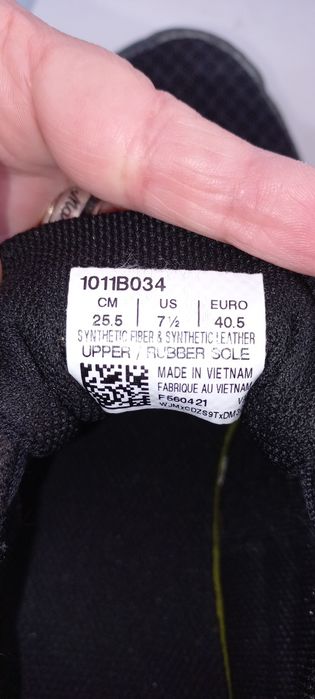 1011B034
CM US EURO
25.5 7½ 40.5
SYNTHETIC FIBER & SYNTHETIC LEATHER
UPPER / RUBBER SOLE
MADE IN VIETNAM
FABRIQUE AU VIETNAM
F560421